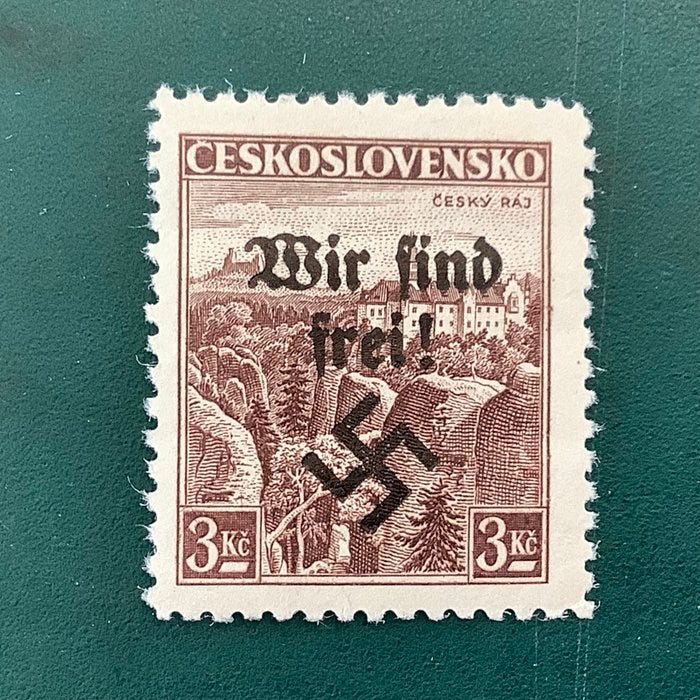 ČESKOSLOVENSKO
ČESKÝ RÁJ
Wir ſind
frei!
3 Kč 3 Kč